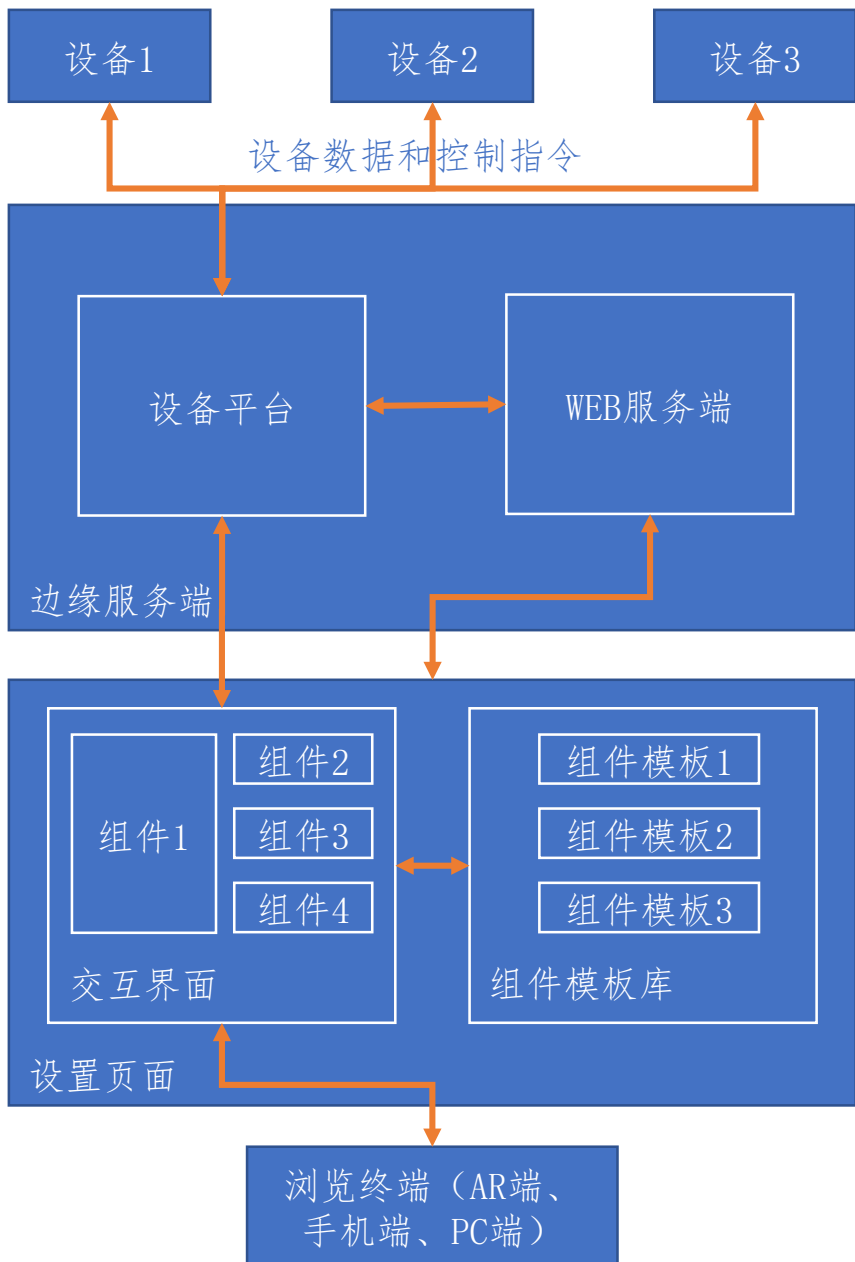 设备1
设备2
设备3
设备数据和控制指令
设备平台
WEB服务端
边缘服务端
组件1
组件2
组件3
组件4
交互界面
组件模板1
组件模板2
组件模板3
组件模板库
设置页面
浏览终端（AR端、
手机端、PC端）